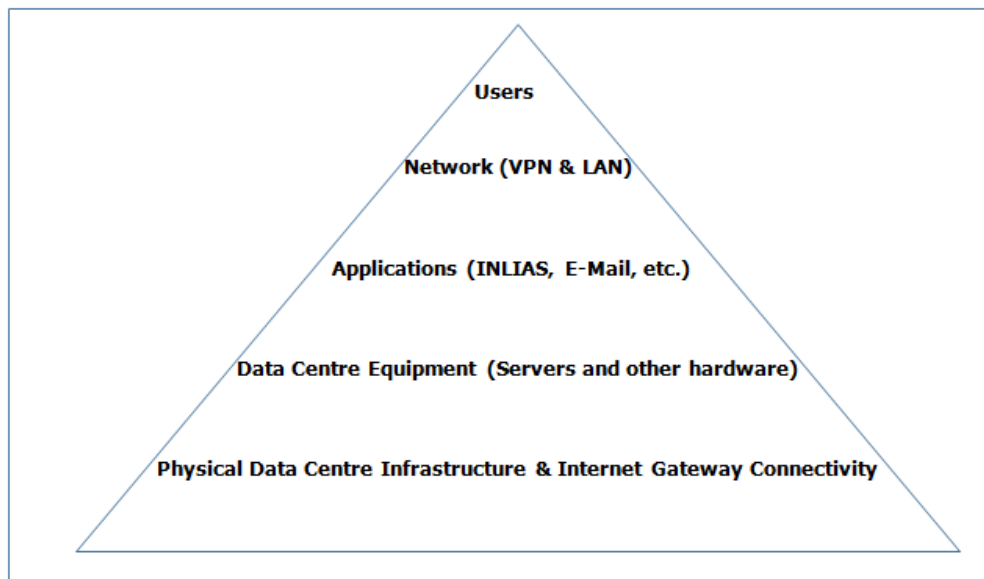 Users
Network (VPN & LAN)
Applications (INLIAS, E-Mail, etc.)
Data Centre Equipment (Servers and other hardware)
Physical Data Centre Infrastructure & Internet Gateway Connectivity